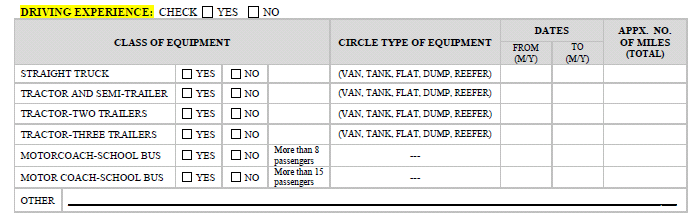 DRIVING EXPERIENCE: CHECK ☐ YES ☐ NO
CLASS OF EQUIPMENT CIRCLE TYPE OF EQUIPMENT DATES APPX. NO. OF MILES (TOTAL)
FROM (M/Y) TO (M/Y)
STRAIGHT TRUCK ☐ YES ☐ NO (VAN, TANK, FLAT, DUMP, REEFER)
TRACTOR AND SEMI-TRAILER ☐ YES ☐ NO (VAN, TANK, FLAT, DUMP, REEFER)
TRACTOR-TWO TRAILERS ☐ YES ☐ NO (VAN, TANK, FLAT, DUMP, REEFER)
TRACTOR-THREE TRAILERS ☐ YES ☐ NO (VAN, TANK, FLAT, DUMP, REEFER)
MOTORCOACH-SCHOOL BUS ☐ YES ☐ NO More than 8 passengers ---
MOTOR COACH-SCHOOL BUS ☐ YES ☐ NO More than 15 passengers ---
OTHER